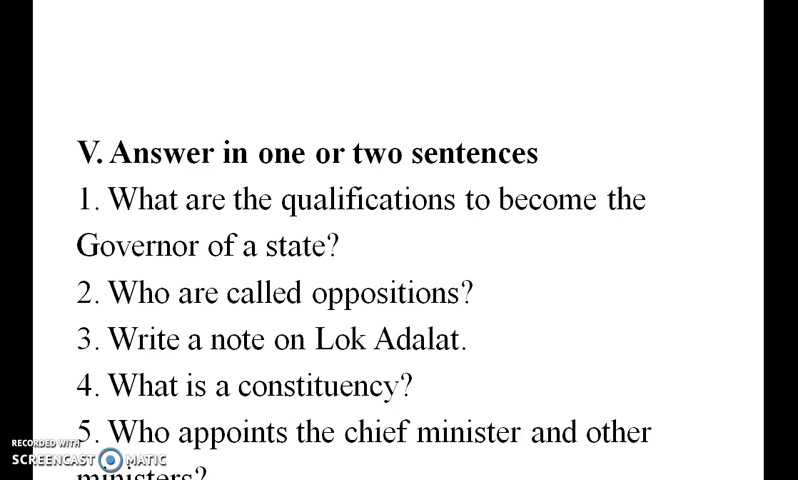 V. Answer in one or two sentences
1. What are the qualifications to become the
Governor of a state?
2. Who are called oppositions?
3. Write a note on Lok Adalat.
4. What is a constituency?
5. Who appoints the chief minister and other
ministers?
RECORDED WITH
SCREENCAST MATIC